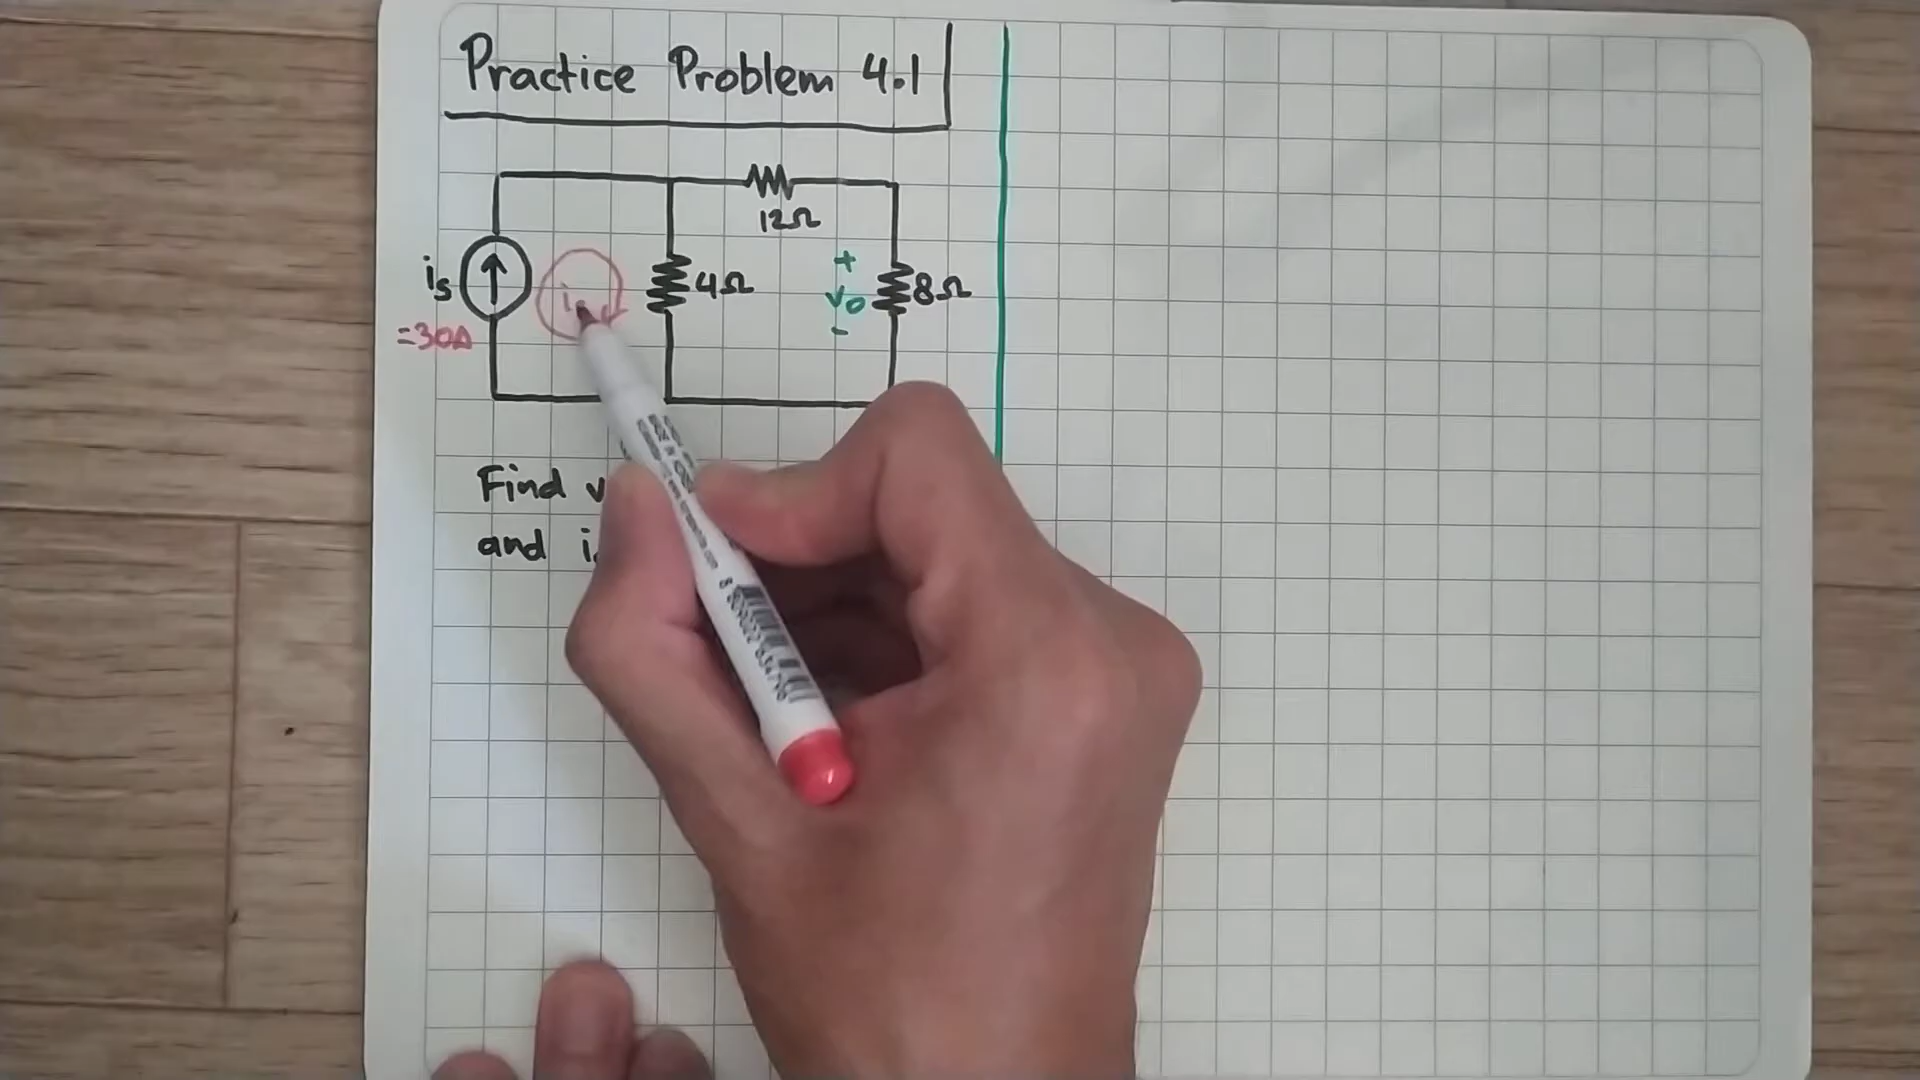 Practice Problem 4.1
12Ω
is
4Ω
+
vo
-
8Ω
=30A
i
Find v
and i